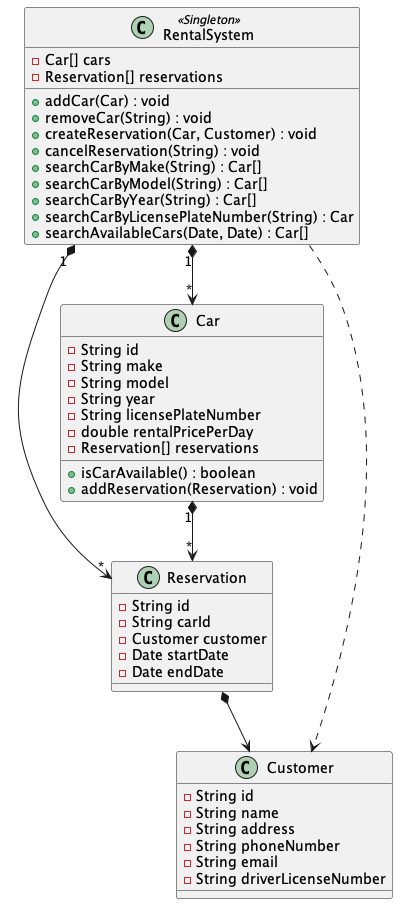 «Singleton»
C RentalSystem
Car[] cars
Reservation[] reservations
addCar(Car) : void
removeCar(String) : void
createReservation(Car, Customer) : void
cancelReservation(String) : void
searchCarByMake(String) : Car[]
searchCarByModel(String) : Car[]
searchCarByYear(String) : Car[]
searchCarByLicensePlateNumber(String) : Car
searchAvailableCars(Date, Date) : Car[]
1
1
*
C Car
String id
String make
String model
String year
String licensePlateNumber
double rentalPricePerDay
Reservation[] reservations
isCarAvailable() : boolean
addReservation(Reservation) : void
1
*
*
C Reservation
String id
String carId
Customer customer
Date startDate
Date endDate
C Customer
String id
String name
String address
String phoneNumber
String email
String driverLicenseNumber